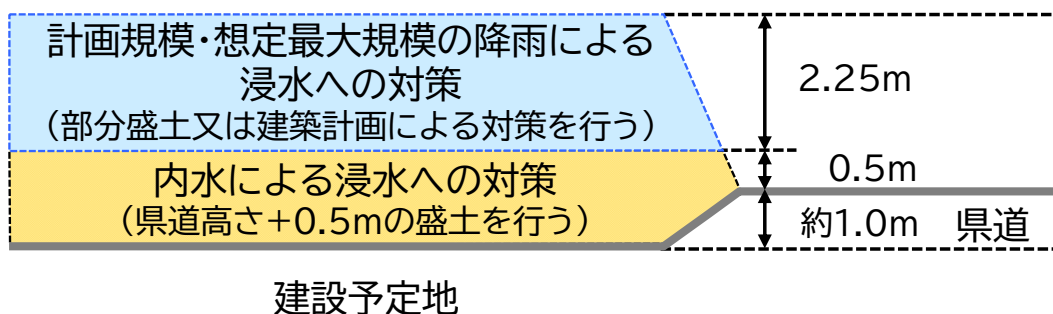 計画規模・想定最大規模の降雨による
浸水への対策
（部分盛土又は建築計画による対策を行う）
2.25m
内水による浸水への対策
（県道高さ＋0.5mの盛土を行う）
0.5m
約1.0m
県道
建設予定地